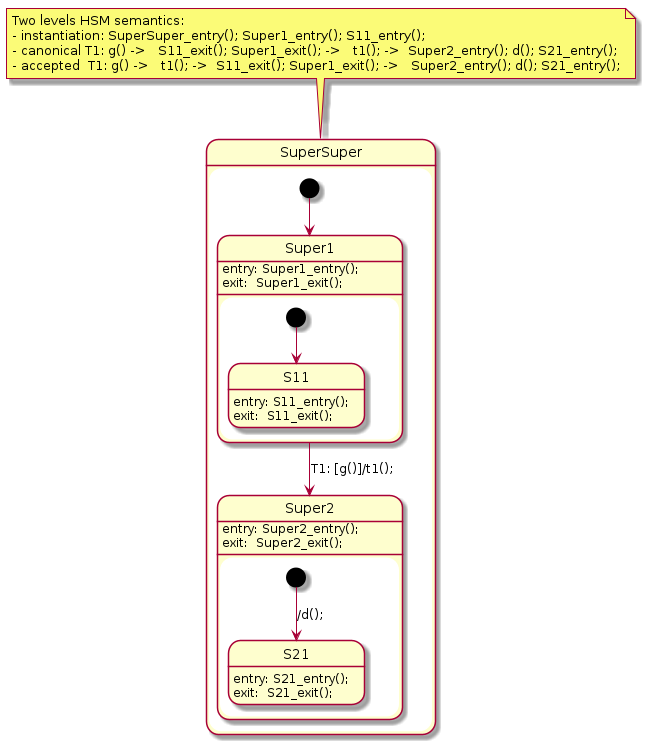 Two levels HSM semantics:
- instantiation: SuperSuper_entry(); Super1_entry(); S11_entry();
- canonical T1: g() ->   S11_exit(); Super1_exit(); ->   t1(); ->  Super2_entry(); d(); S21_entry();
- accepted  T1: g() ->   t1(); ->  S11_exit(); Super1_exit(); ->   Super2_entry(); d(); S21_entry();
SuperSuper
Super1
entry: Super1_entry();
exit:  Super1_exit();
S11
entry: S11_entry();
exit:  S11_exit();
T1: [g()]/t1();
Super2
entry: Super2_entry();
exit:  Super2_exit();
/d();
S21
entry: S21_entry();
exit:  S21_exit();